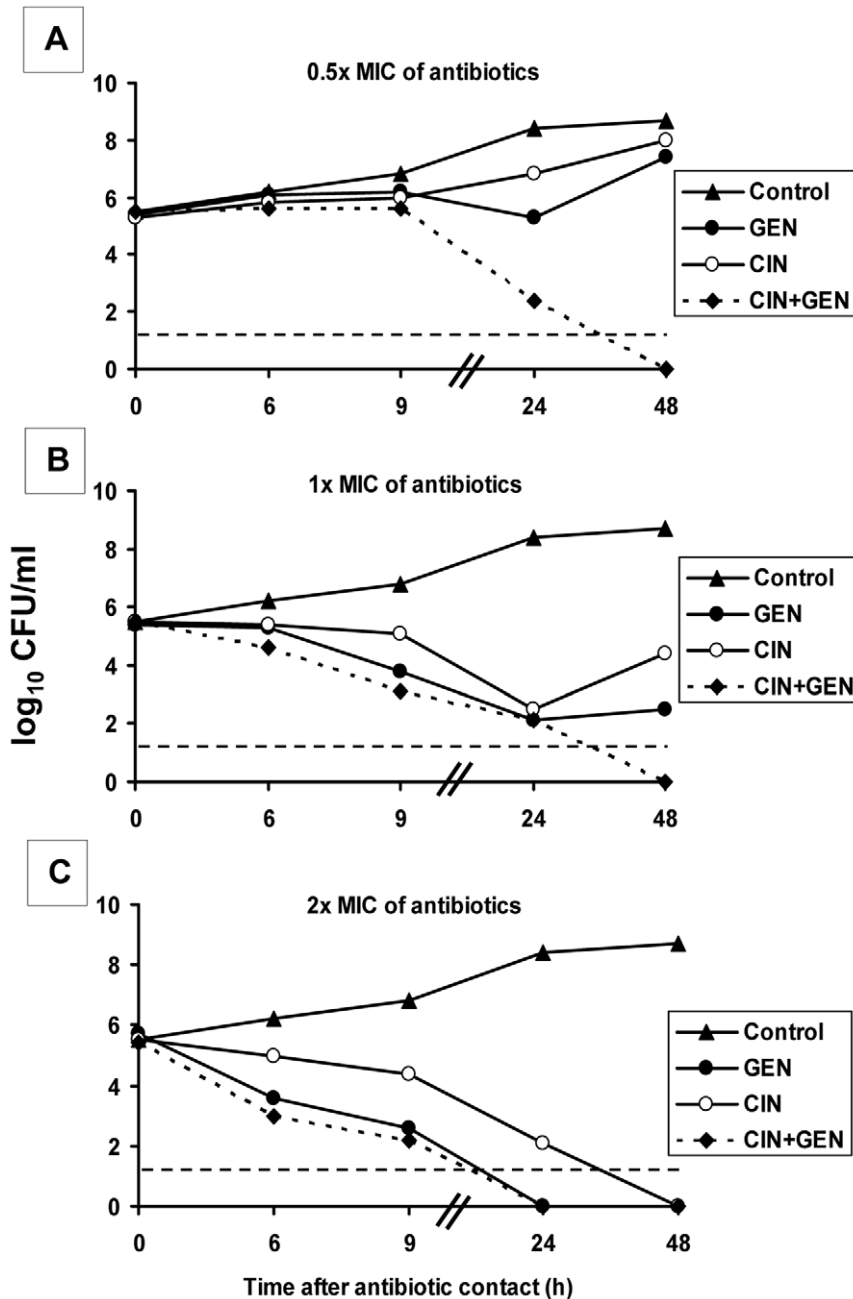 A
0.5x MIC of antibiotics
10
8
6
4
2
0
0 6 9 24 48
Control
GEN
CIN
CIN+GEN
B
1x MIC of antibiotics
10
8
6
4
2
0
0 6 9 24 48
Control
GEN
CIN
CIN+GEN
log10 CFU/ml
C
2x MIC of antibiotics
10
8
6
4
2
0
0 6 9 24 48
Control
GEN
CIN
CIN+GEN
Time after antibiotic contact (h)